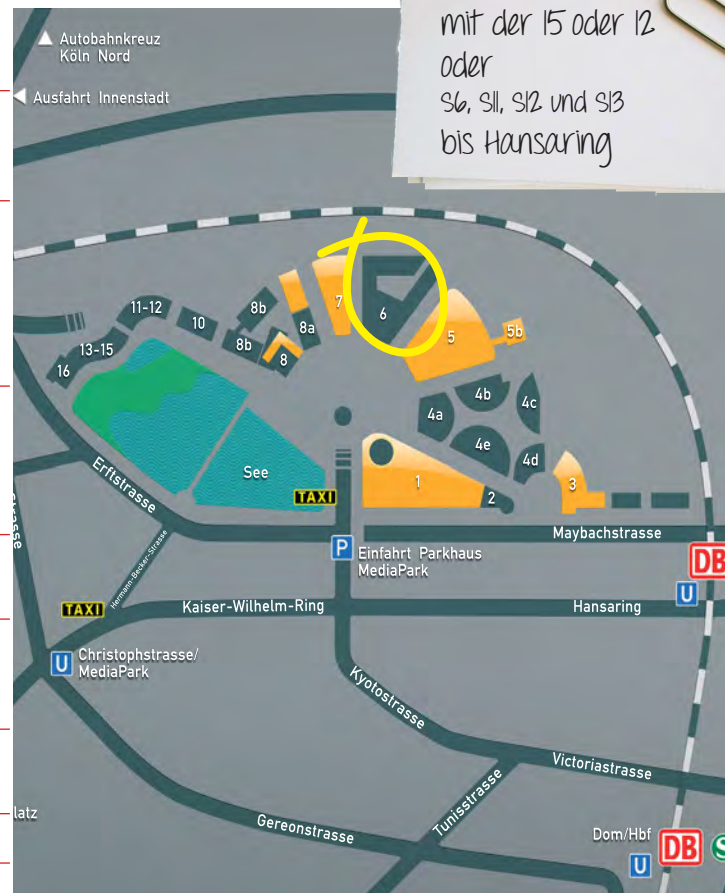 mit der 15 oder 12
oder
S6, S11, S12 und S13
bis Hansaring
Autobahnkreuz
Köln Nord
Ausfahrt Innenstadt
7
6
5
5b
8b
8a
11-12
10
8b
8
13-15
16
4b
4c
4a
4e
4d
See
TAXI
1
2
3
Erftstrasse
Hermann-Becker-Strasse
strasse
Maybachstrasse
P
Einfahrt Parkhaus
MediaPark
DB
U
TAXI
Kaiser-Wilhelm-Ring
Hansaring
U
Christophstrasse/
MediaPark
Kyotostrasse
Victoriastrasse
Tunisstrasse
Gereonstrasse
latz
Dom/Hbf
DB
S
U